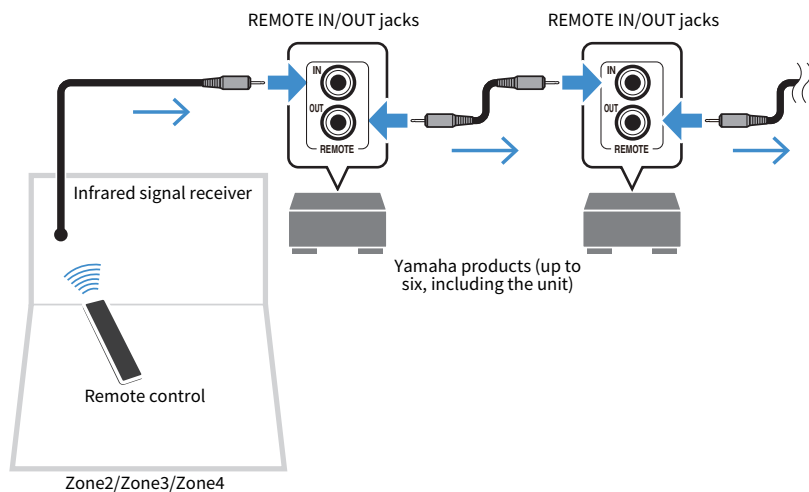 REMOTE IN/OUT jacks
REMOTE IN/OUT jacks
IN
OUT
REMOTE
IN
OUT
REMOTE
Infrared signal receiver
Yamaha products (up to
six, including the unit)
Remote control
Zone2/Zone3/Zone4